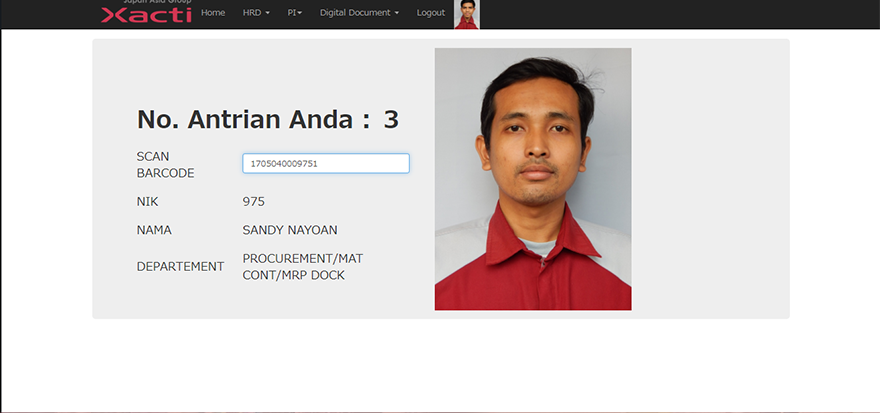 Japan Asia Group
Xacti Home HRD PI Digital Document Logout
No. Antrian Anda : 3
SCAN BARCODE 1705040009751
NIK 975
NAMA SANDY NAYOAN
DEPARTEMENT PROCUREMENT/MAT
CONT/MRP DOCK